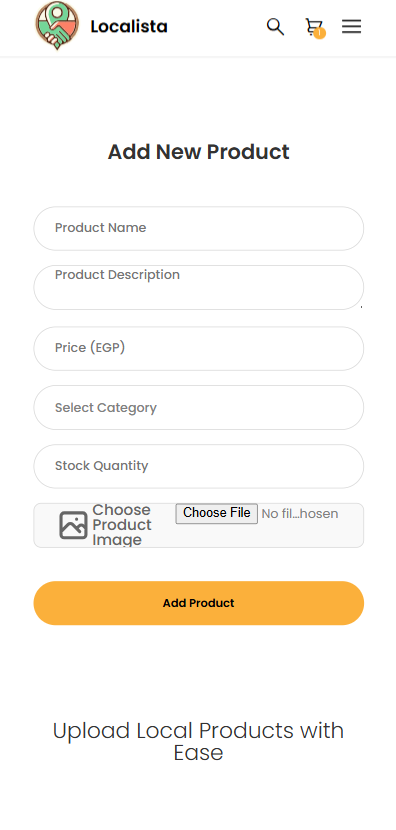 Localista
1
Add New Product
Product Name
Product Description
Price (EGP)
Select Category
Stock Quantity
Choose
Product
Image
Choose File No fil...hosen
Add Product
Upload Local Products with
Ease